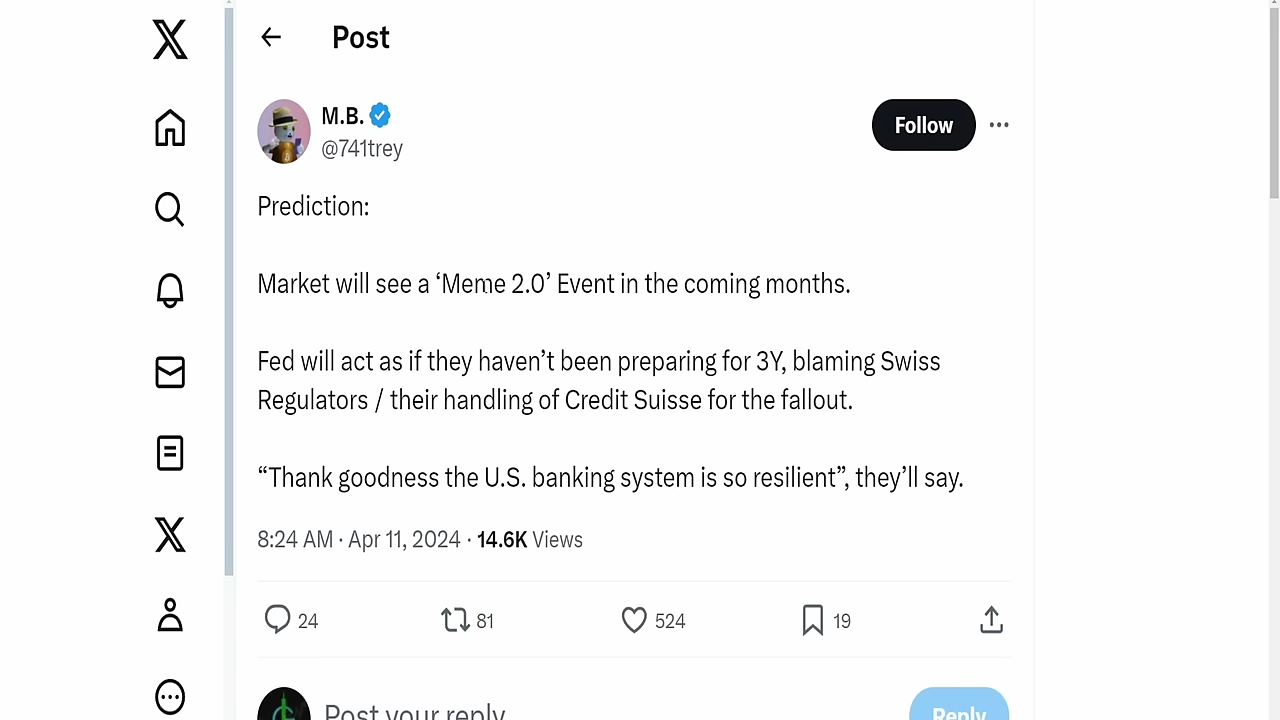 Post
M.B.
@741trey
Follow
Prediction:
Market will see a ‘Meme 2.0’ Event in the coming months.
Fed will act as if they haven’t been preparing for 3Y, blaming Swiss
Regulators / their handling of Credit Suisse for the fallout.
“Thank goodness the U.S. banking system is so resilient”, they’ll say.
8:24 AM · Apr 11, 2024 · 14.6K Views
24 81 524 19
Post your reply
Reply